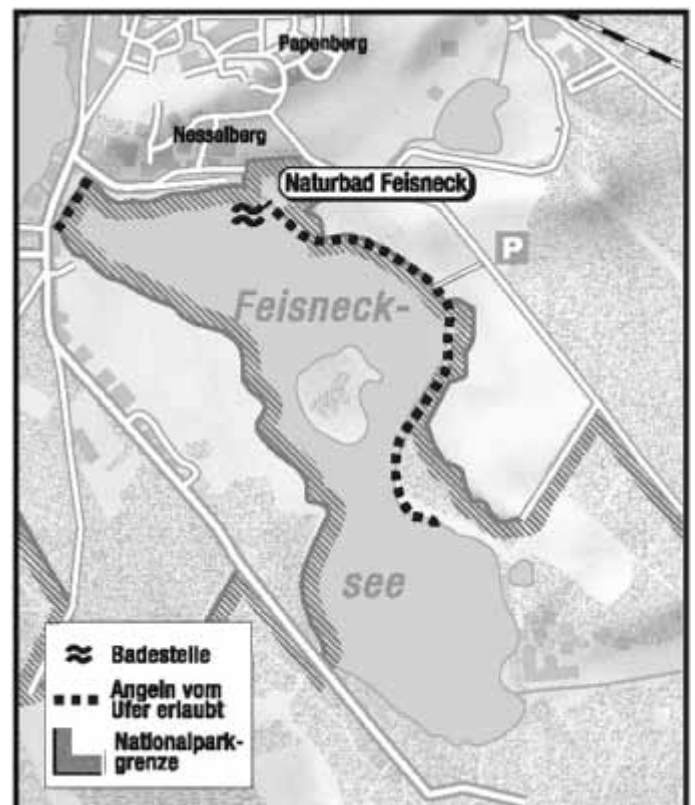 Papenberg
Nesselberg
Naturbad Feisneck
P
Feisneck-
see
Badestelle
Angeln vom
Ufer erlaubt
Nationalpark-
grenze